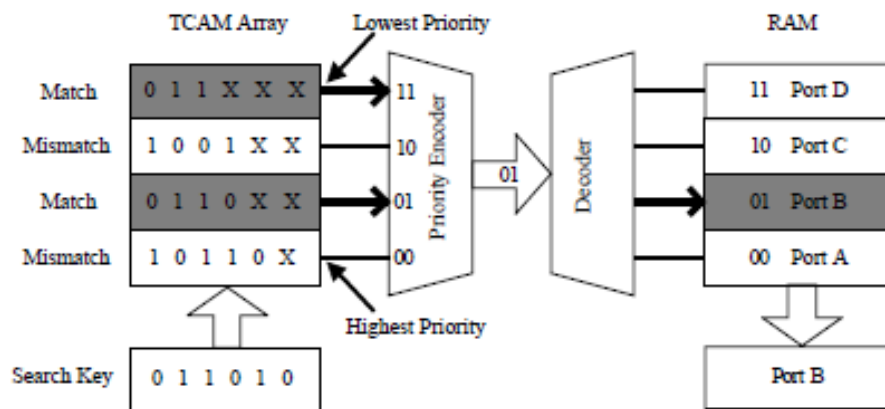 TCAM Array
Lowest Priority
RAM
Match
0 1 1 X X X
11
11 Port D
Mismatch
1 0 0 1 X X
10
10 Port C
Match
0 1 1 0 X X
01
01 Port B
Mismatch
1 0 1 1 0 X
00
00 Port A
Priority Encoder
01
Decoder
Highest Priority
Search Key
0 1 1 0 1 0
Port B